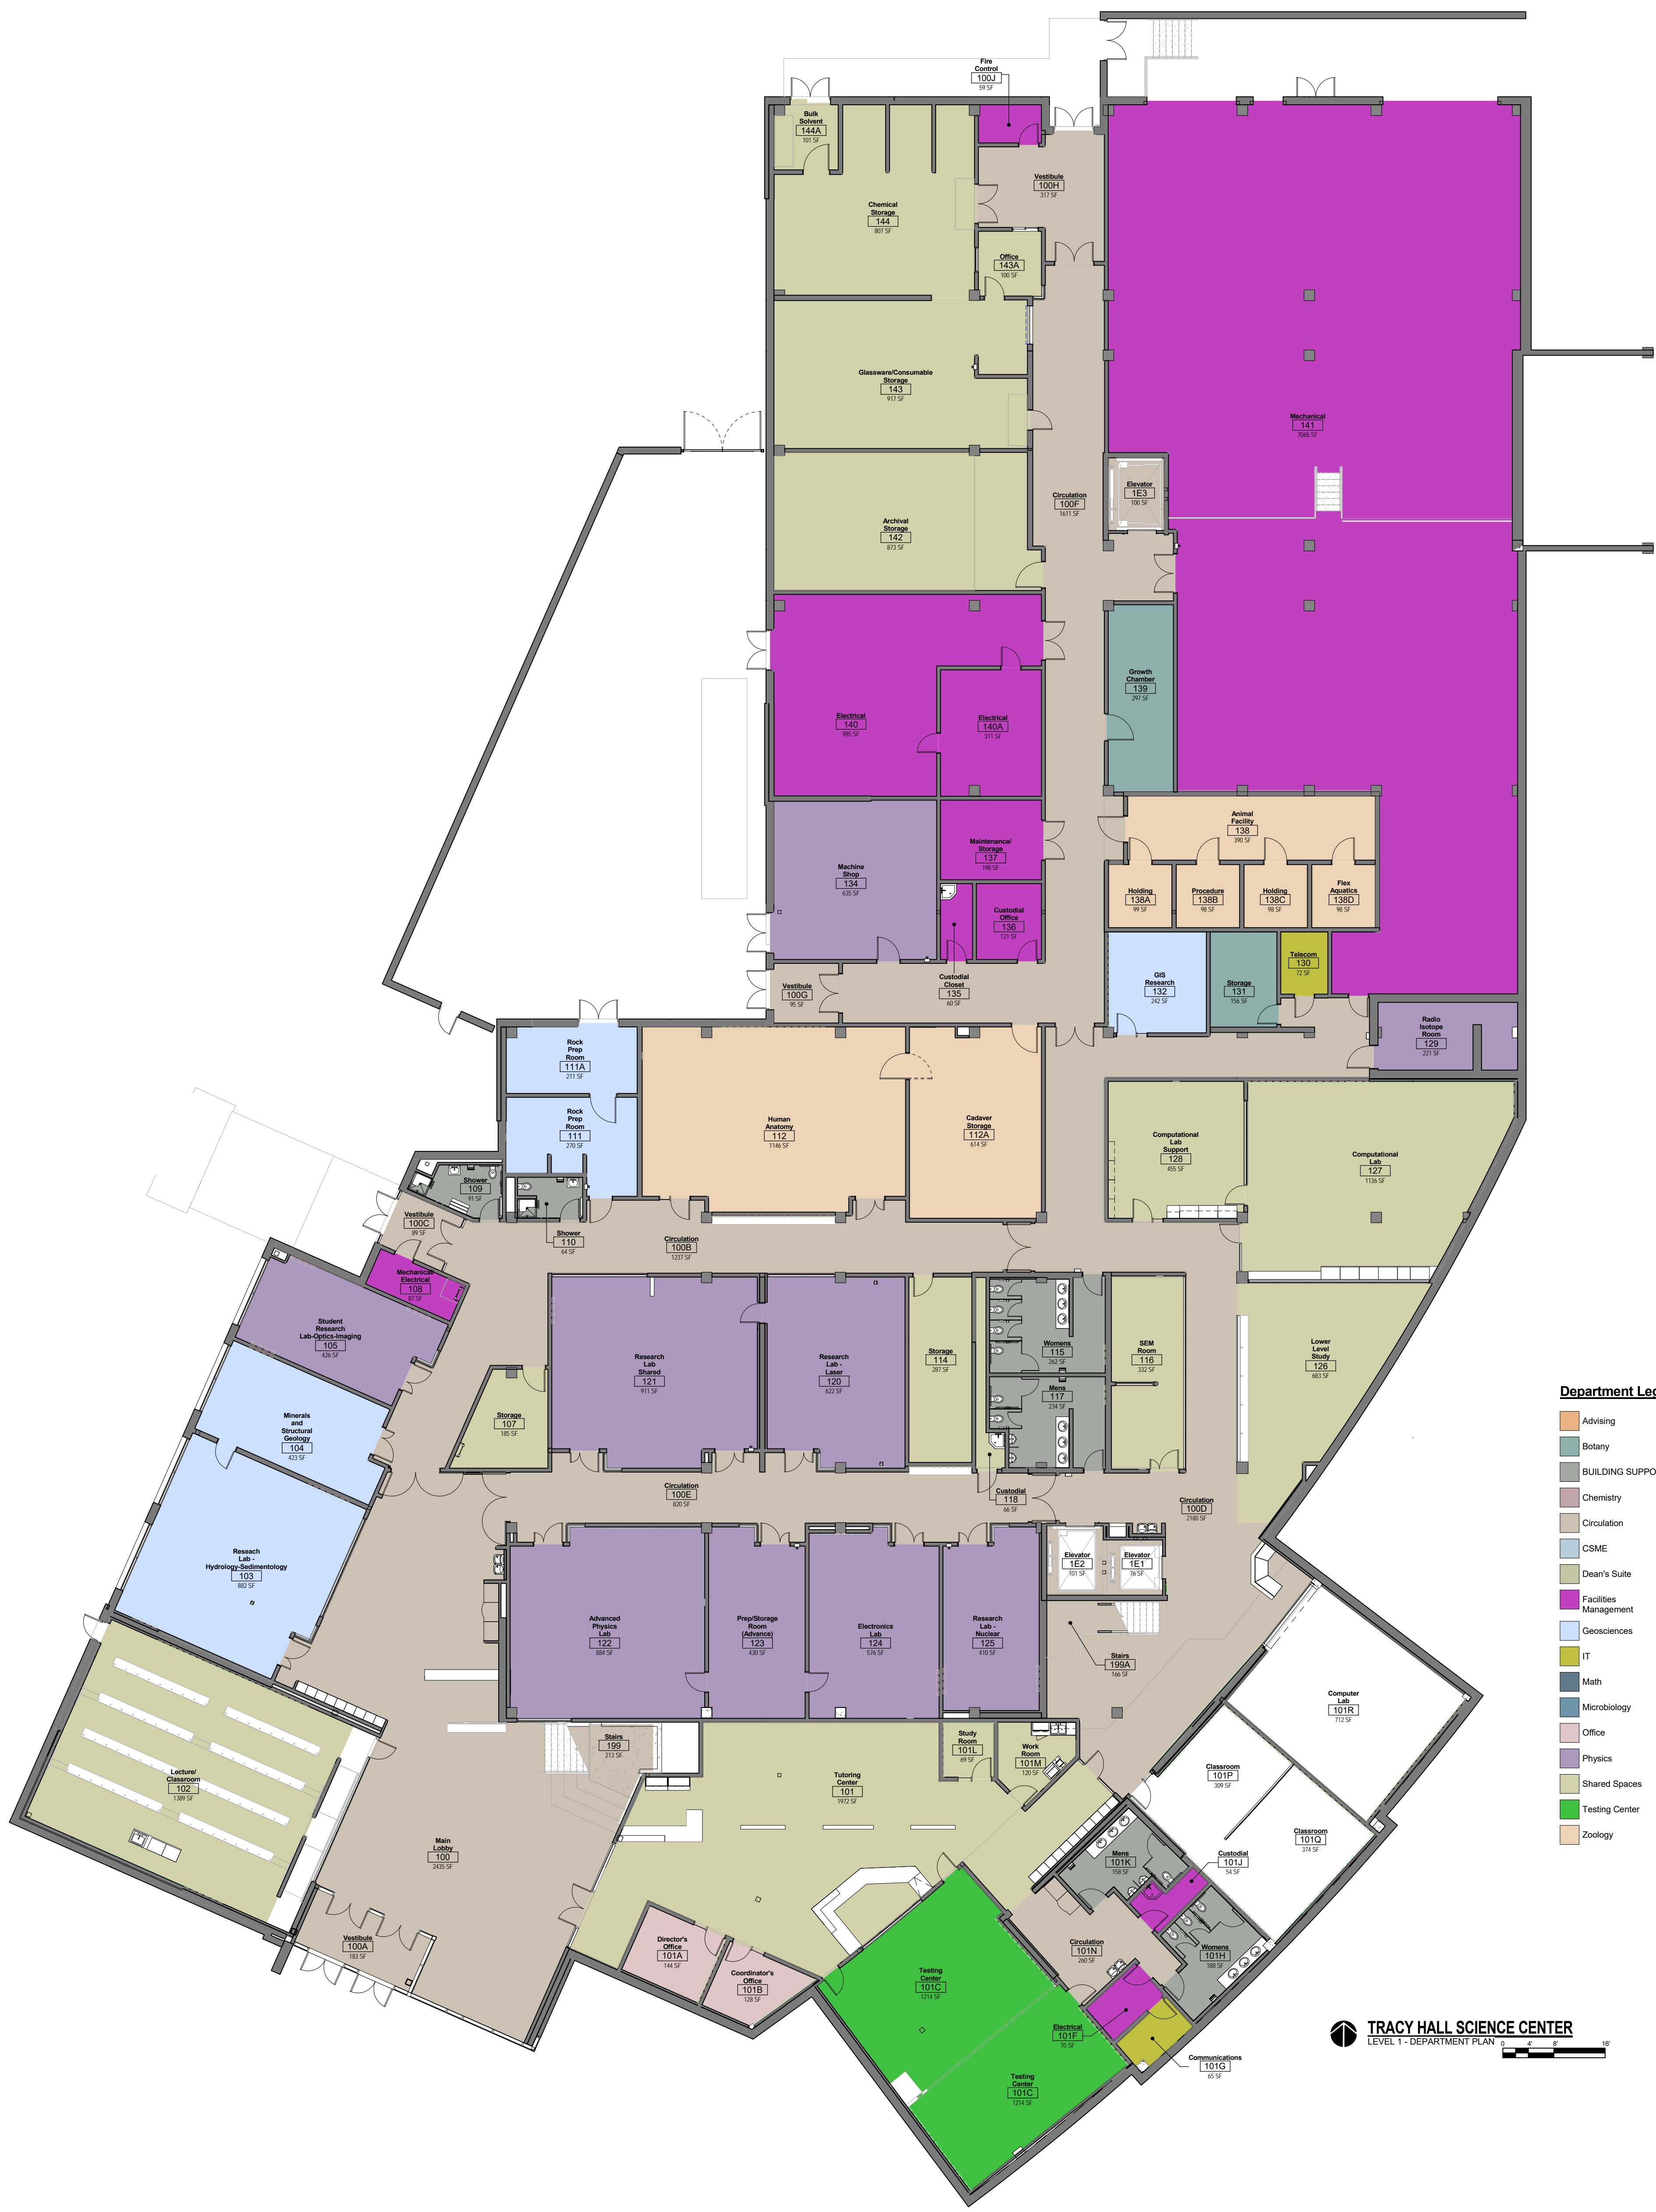 Fire
Control
100J
59 SF
Bulk
Solvent
144A
101 SF
Vestibule
100H
317 SF
Chemical
Storage
144
807 SF
Office
143A
100 SF
Glassware/Consumable
Storage
143
917 SF
Mechanical
141
7065 SF
Elevator
1E3
100 SF
Circulation
100F
1611 SF
Archival
Storage
142
873 SF
Growth
Chamber
139
297 SF
Electrical
140
985 SF
Electrical
140A
311 SF
Animal
Facility
138
390 SF
Maintenance/
Storage
137
198 SF
Machine
Shop
134
635 SF
Holding
138A
99 SF
Procedure
138B
98 SF
Holding
138C
98 SF
Flex
Aquatics
138D
98 SF
Custodial
Office
136
121 SF
Telecom
130
72 SF
GIS
Research
132
242 SF
Storage
131
156 SF
Vestibule
100G
95 SF
Custodial
Closet
135
60 SF
Radio
Isotope
Room
129
221 SF
Rock
Prep
Room
111A
211 SF
Rock
Prep
Room
111
270 SF
Human
Anatomy
112
1146 SF
Cadaver
Storage
112A
614 SF
Computational
Lab
Support
128
455 SF
Computational
Lab
127
1136 SF
Shower
109
91 SF
Vestibule
100C
89 SF
Shower
110
64 SF
Circulation
100B
1237 SF
Mechanical/
Electrical
108
87 SF
Student
Research
Lab-Optics-Imaging
105
426 SF
Research
Lab
Shared
121
911 SF
Research
Lab -
Laser
120
622 SF
Storage
114
287 SF
Womens
115
262 SF
SEM
Room
116
332 SF
Lower
Level
Study
126
683 SF
Mens
117
234 SF
Minerals
and
Structural
Geology
104
423 SF
Storage
107
185 SF
Circulation
100E
820 SF
Custodial
118
66 SF
Circulation
100D
2180 SF
Reseach
Lab -
Hydrology-Sedimentology
103
882 SF
Elevator
1E2
101 SF
Elevator
1E1
76 SF
Advanced
Physics
Lab
122
884 SF
Prep/Storage
Room
(Advance)
123
430 SF
Electronics
Lab
124
576 SF
Research
Lab -
Nuclear
125
410 SF
Stairs
199A
166 SF
Computer
Lab
101R
712 SF
Stairs
199
213 SF
Study
Room
101L
69 SF
Work
Room
101M
120 SF
Lecture/
Classroom
102
1389 SF
Tutoring
Center
101
1972 SF
Classroom
101P
309 SF
Classroom
101Q
374 SF
Main
Lobby
100
2435 SF
Mens
101K
158 SF
Custodial
101J
54 SF
Vestibule
100A
183 SF
Director's
Office
101A
144 SF
Coordinator's
Office
101B
128 SF
Circulation
101N
260 SF
Womens
101H
188 SF
Testing
Center
101C
1214 SF
Electrical
101F
70 SF
Communications
101G
65 SF
Testing
Center
101C
1214 SF
Department Leg
Advising
Botany
BUILDING SUPPO
Chemistry
Circulation
CSME
Dean's Suite
Facilities
Management
Geosciences
IT
Math
Microbiology
Office
Physics
Shared Spaces
Testing Center
Zoology
TRACY HALL SCIENCE CENTER
LEVEL 1 - DEPARTMENT PLAN
0 4' 8' 16'